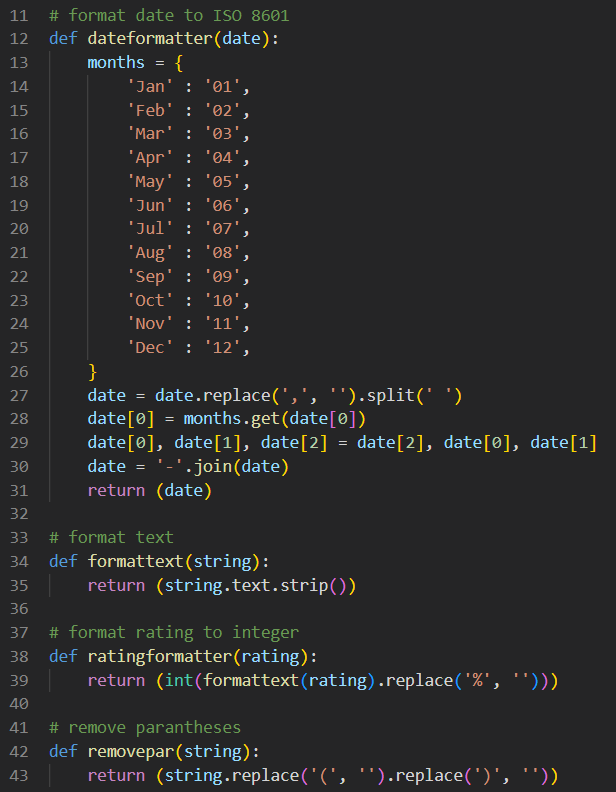 11 # format date to ISO 8601
12 def dateformatter(date):
13     months = {
14         'Jan' : '01',
15         'Feb' : '02',
16         'Mar' : '03',
17         'Apr' : '04',
18         'May' : '05',
19         'Jun' : '06',
20         'Jul' : '07',
21         'Aug' : '08',
22         'Sep' : '09',
23         'Oct' : '10',
24         'Nov' : '11',
25         'Dec' : '12',
26     }
27     date = date.replace(',', '').split(' ')
28     date[0] = months.get(date[0])
29     date[0], date[1], date[2] = date[2], date[0], date[1]
30     date = '-'.join(date)
31     return (date)
32
33 # format text
34 def formattext(string):
35     return (string.text.strip())
36
37 # format rating to integer
38 def ratingformatter(rating):
39     return (int(formattext(rating).replace('%', '')))
40
41 # remove parantheses
42 def removepar(string):
43     return (string.replace('(', '').replace(')', ''))